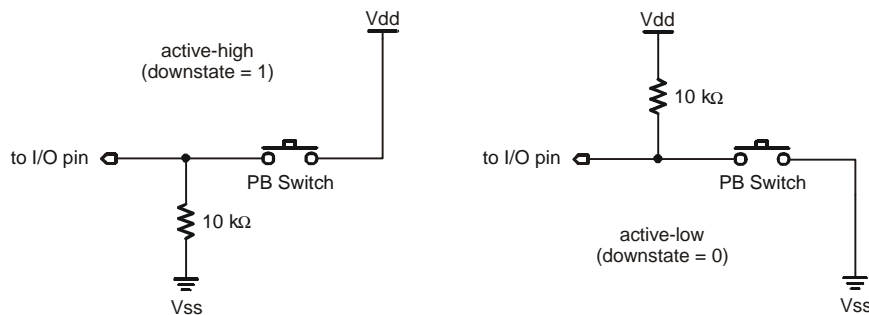 Vdd
active-high
(downstate = 1)
to I/O pin
PB Switch
10 kΩ
Vss
Vdd
10 kΩ
to I/O pin
PB Switch
active-low
(downstate = 0)
Vss